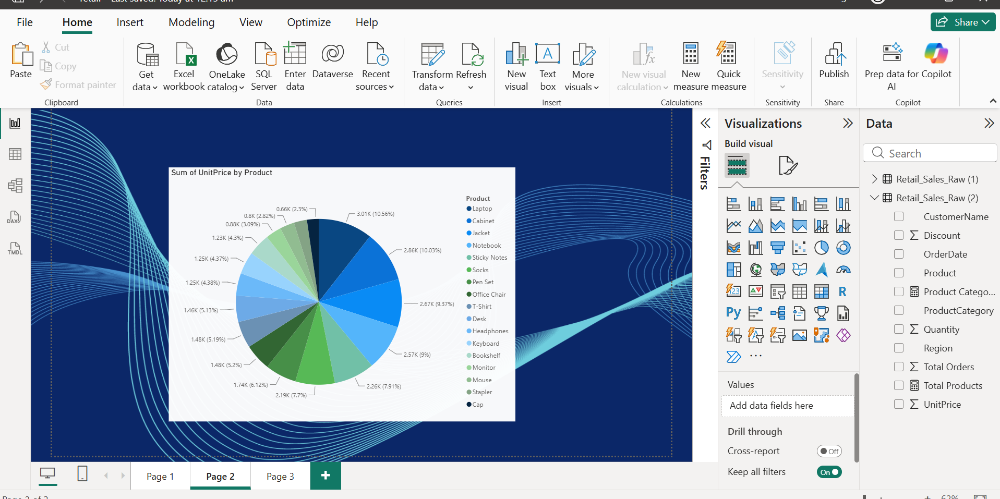 File Home Insert Modeling View Optimize Help Share
Paste
Cut
Copy
Format painter
Clipboard
Get data
Excel workbook
OneLake catalog
SQL Server
Enter data
Dataverse
Recent sources
Data
Transform data
Refresh
Queries
New visual
Text box
More visuals
Insert
New visual calculation
New measure
Quick measure
Calculations
Sensitivity
Sensitivity
Publish
Share
Prep data for AI
Copilot
Copilot
DAX
TMDL
Sum of UnitPrice by Product
3.01K (10.56%)
2.86K (10.03%)
2.67K (9.37%)
2.57K (9%)
2.26K (7.91%)
2.19K (7.7%)
1.74K (6.12%)
1.48K (5.2%)
1.48K (5.19%)
1.46K (5.13%)
1.25K (4.38%)
1.25K (4.37%)
1.23K (4.3%)
0.88K (3.09%)
0.8K (2.82%)
0.66K (2.3%)
Product
Laptop
Cabinet
Jacket
Notebook
Sticky Notes
Socks
Pen Set
Office Chair
T-Shirt
Desk
Headphones
Keyboard
Bookshelf
Monitor
Mouse
Stapler
Cap
Filters
Visualizations
Build visual
123
R
Py
Values
Add data fields here
Drill through
Cross-report
Off
Keep all filters
On
Data
Search
Retail_Sales_Raw (1)
Retail_Sales_Raw (2)
CustomerName
Discount
OrderDate
Product
Product Catego...
ProductCategory
Quantity
Region
Total Orders
Total Products
UnitPrice
Page 1
Page 2
Page 3